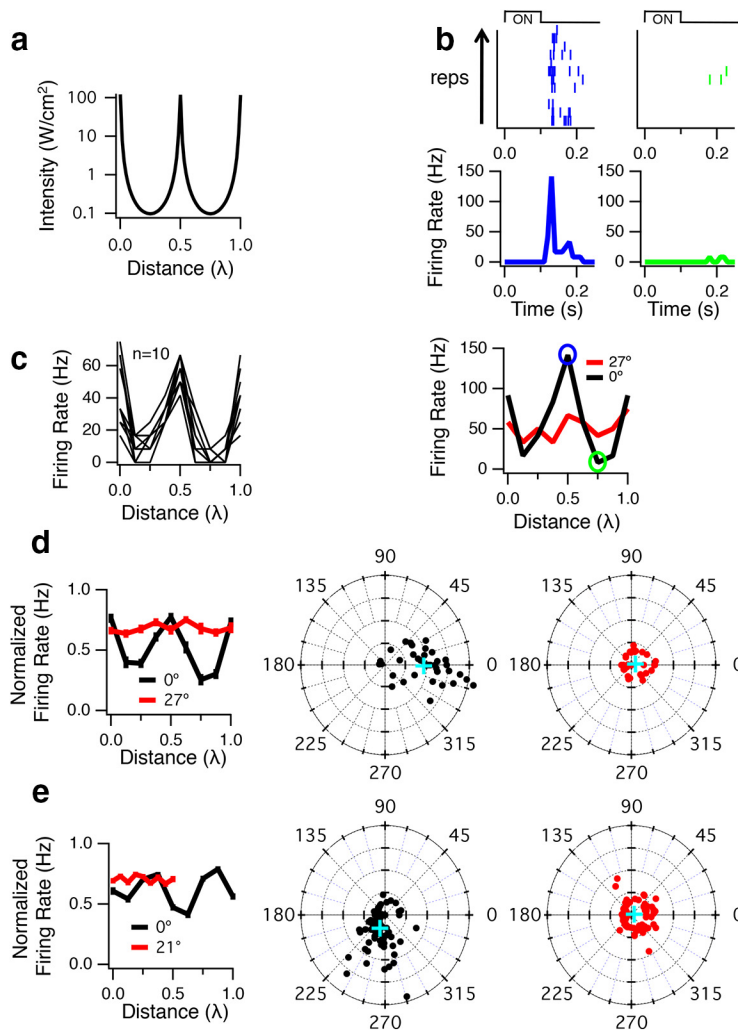 a
Intensity (W/cm²)
100
10
1
0.1
0.0 0.5 1.0
Distance (λ)
b
ON ON
reps
0.0 0.2 0.0 0.2
Firing Rate (Hz)
150 150
100 100
50 50
0 0
0.0 0.2 0.0 0.2
Time (s) Time (s)
c
Firing Rate (Hz)
n=10
60
40
20
0
0.0 0.5 1.0
Distance (λ)
Firing Rate (Hz)
150
100
50
0
27°
0°
0.0 0.5 1.0
Distance (λ)
d
Normalized
Firing Rate (Hz)
1.0
0.5
0.0
0°
27°
0.0 0.5 1.0
Distance (λ)
90 90
135 45 135 45
180 0 180 0
225 315 225 315
270 270
e
Normalized
Firing Rate (Hz)
1.0
0.5
0.0
0°
21°
0.0 0.5 1.0
Distance (λ)
90 90
135 45 135 45
180 0 180 0
225 315 225 315
270 270